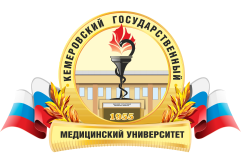 КЕМЕРОВСКИЙ ГОСУДАРСТВЕННЫЙ
1955
МЕДИЦИНСКИЙ УНИВЕРСИТЕТ